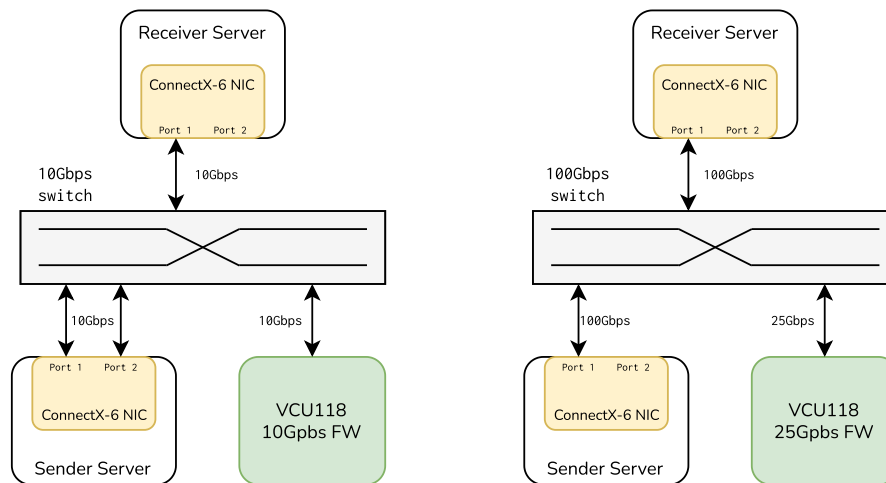 Receiver Server
ConnectX-6 NIC
Port 1 Port 2
10Gbps
switch
10Gbps
10Gbps
10Gbps
Port 1 Port 2
ConnectX-6 NIC
Sender Server
VCU118
10Gpbs FW
Receiver Server
ConnectX-6 NIC
Port 1 Port 2
100Gbps
switch
100Gbps
100Gbps
25Gbps
Port 1 Port 2
ConnectX-6 NIC
Sender Server
VCU118
25Gpbs FW